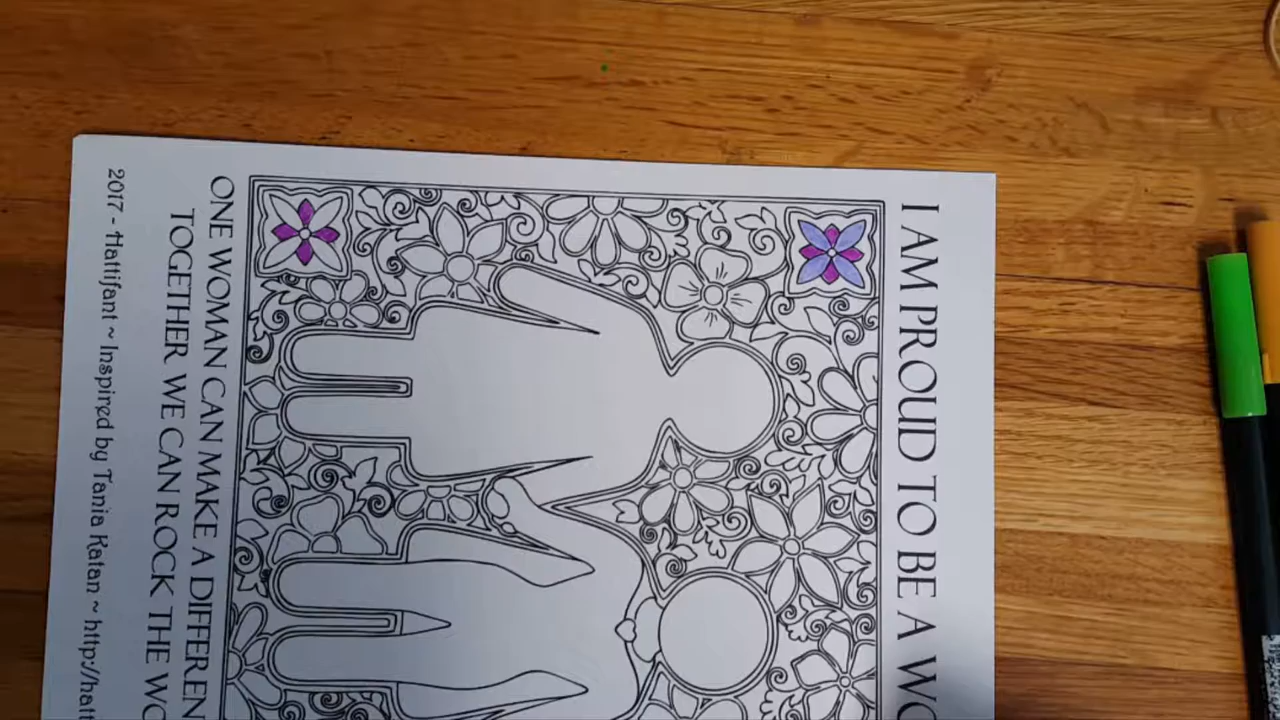 I AM PROUD TO BE A WO
ONE WOMAN CAN MAKE A DIFFEREN
TOGETHER WE CAN ROCK THE WO
2017 - Hattifant ~ Inspired by Tania Katan ~ http://hatt